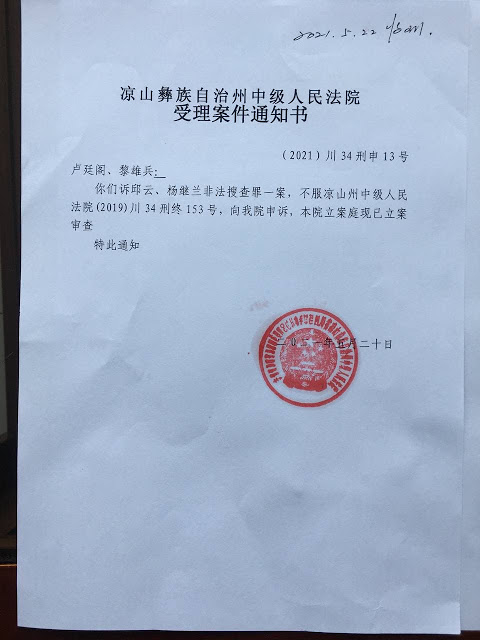 2021.5.22
凉山彝族自治州中级人民法院
受理案件通知书
（2021）川 34 刑申 13 号
卢廷阁、黎雄兵：
你们诉邱云、杨继兰非法搜查罪一案，不服凉山州中级人民
法院(2019)川 34 刑终 153 号，向我院申诉，本院立案庭现已立案
审查
特此通知
二〇二一年五月二十日